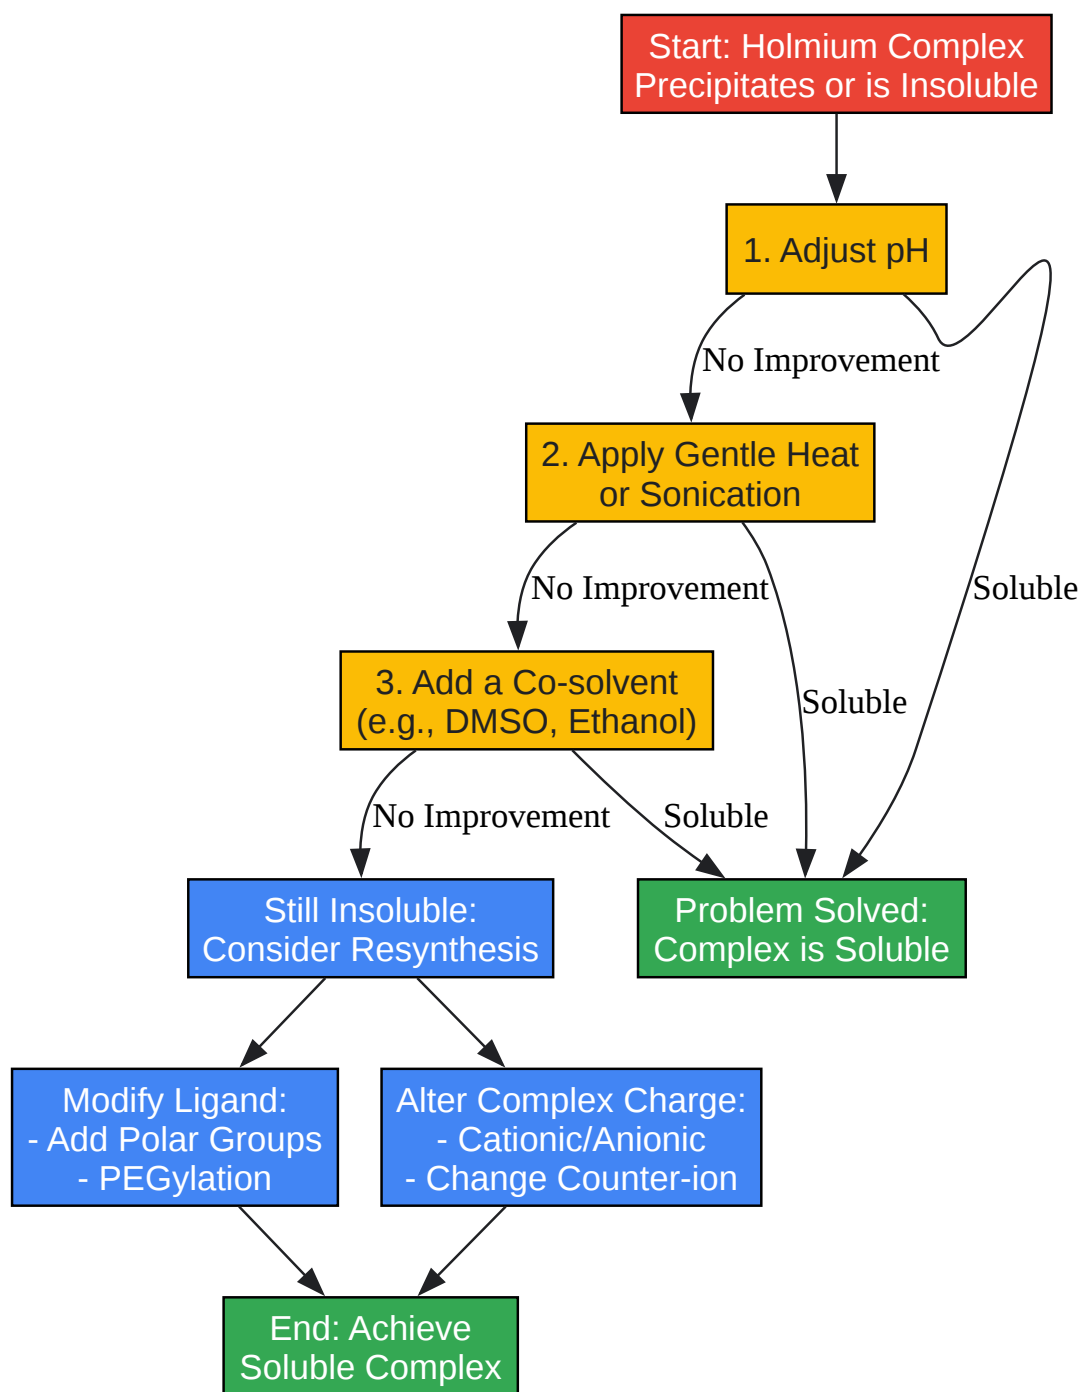 Start: Holmium Complex
Precipitates or is Insoluble
1. Adjust pH
No Improvement
2. Apply Gentle Heat
or Sonication
No Improvement
Soluble
3. Add a Co-solvent
(e.g., DMSO, Ethanol)
Soluble
No Improvement
Soluble
Still Insoluble:
Consider Resynthesis
Problem Solved:
Complex is Soluble
Modify Ligand:
- Add Polar Groups
- PEGylation
Alter Complex Charge:
- Cationic/Anionic
- Change Counter-ion
End: Achieve
Soluble Complex